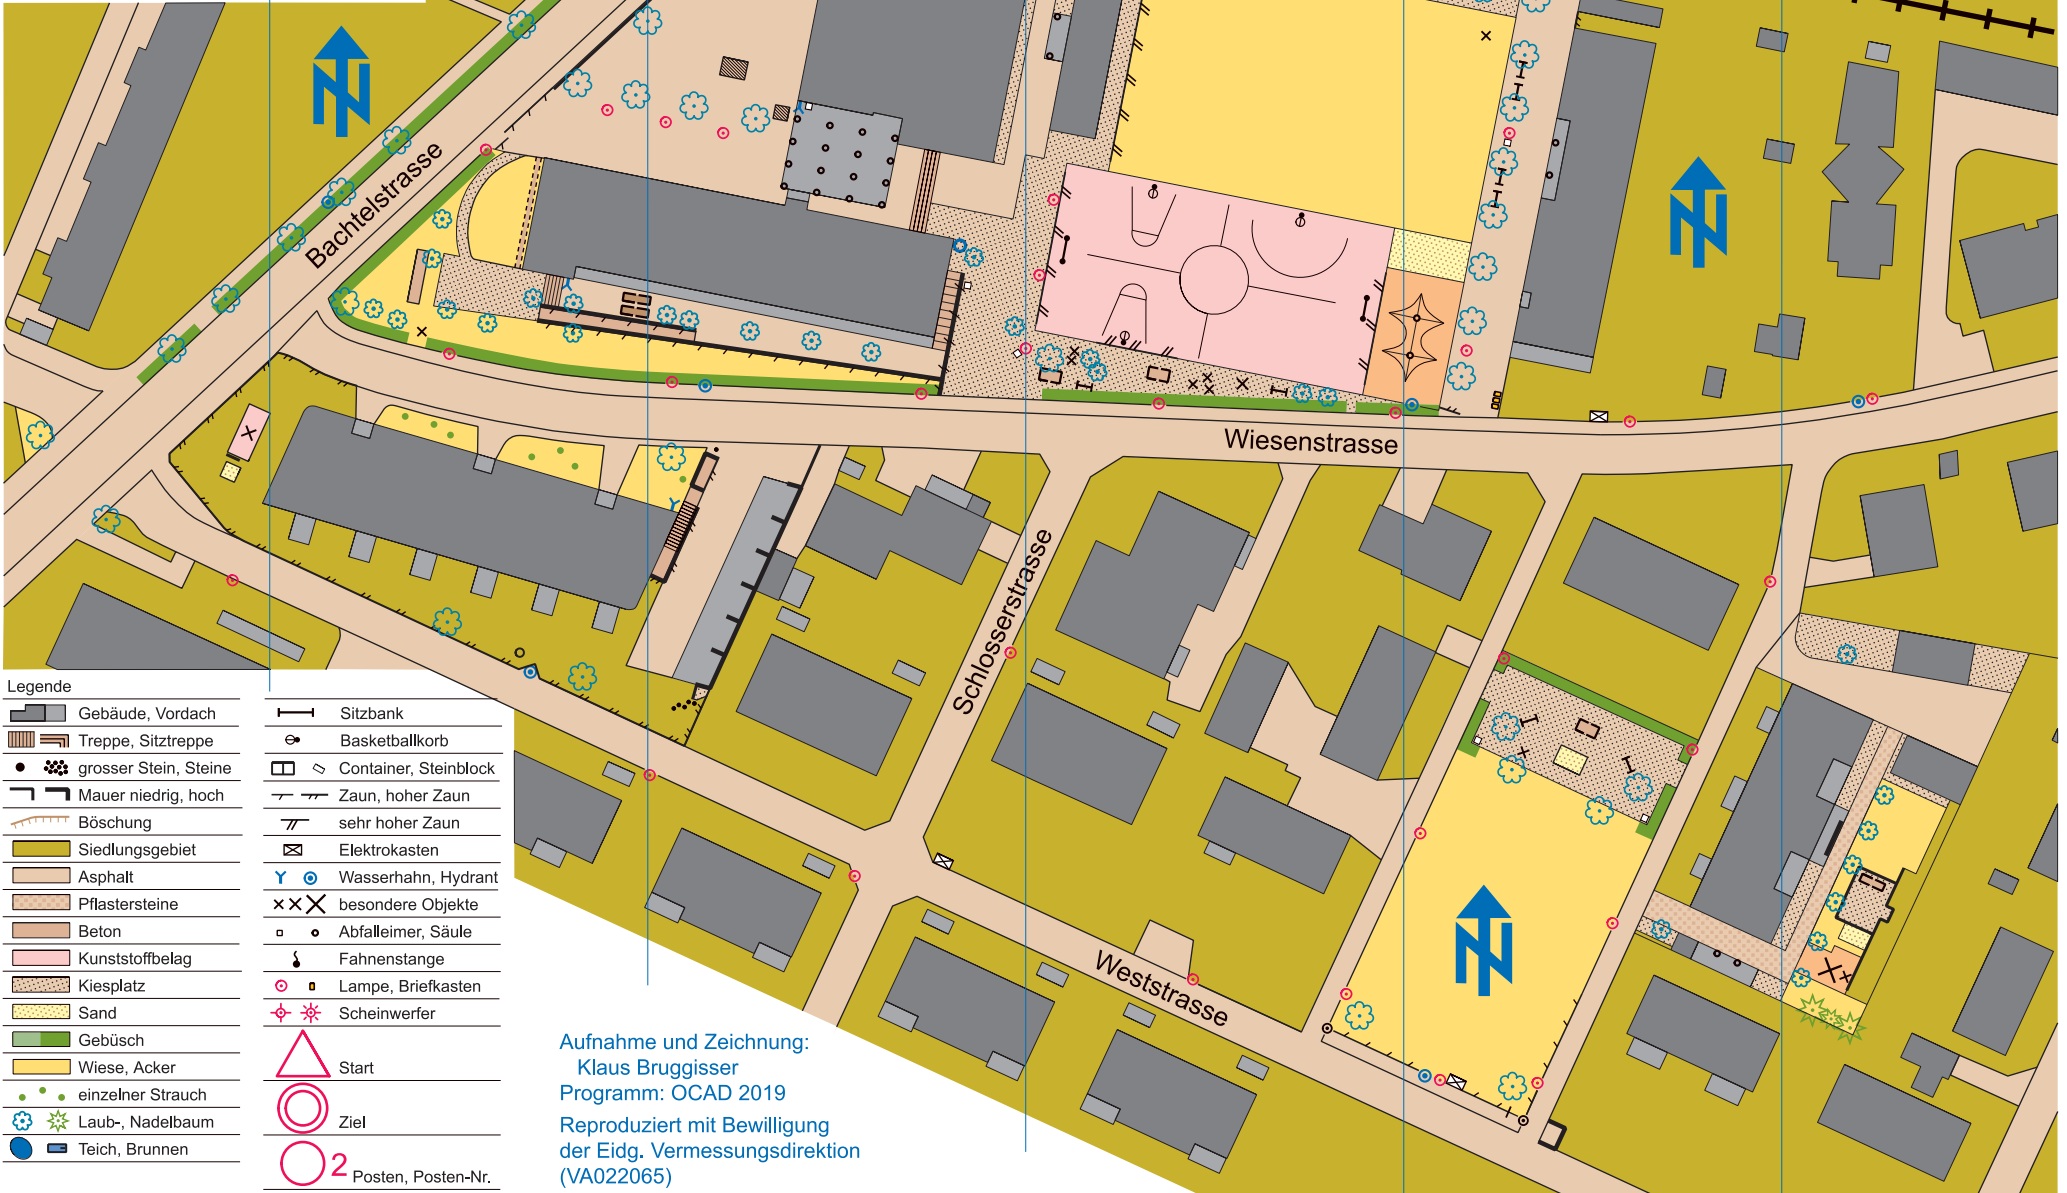 Bachtelstrasse
Wiesenstrasse
Schlosserstrasse
Weststrasse
Legende
Gebäude, Vordach
Treppe, Sitztreppe
grosser Stein, Steine
Mauer niedrig, hoch
Böschung
Siedlungsgebiet
Asphalt
Pflastersteine
Beton
Kunststoffbelag
Kiesplatz
Sand
Gebüsch
Wiese, Acker
einzelner Strauch
Laub-, Nadelbaum
Teich, Brunnen
Sitzbank
Basketballkorb
Container, Steinblock
Zaun, hoher Zaun
sehr hoher Zaun
Elektrokasten
Wasserhahn, Hydrant
besondere Objekte
Abfalleimer, Säule
Fahnenstange
Lampe, Briefkasten
Scheinwerfer
Start
Ziel
2 Posten, Posten-Nr.
Aufnahme und Zeichnung:
Klaus Bruggisser
Programm: OCAD 2019
Reproduziert mit Bewilligung
der Eidg. Vermessungsdirektion
(VA022065)